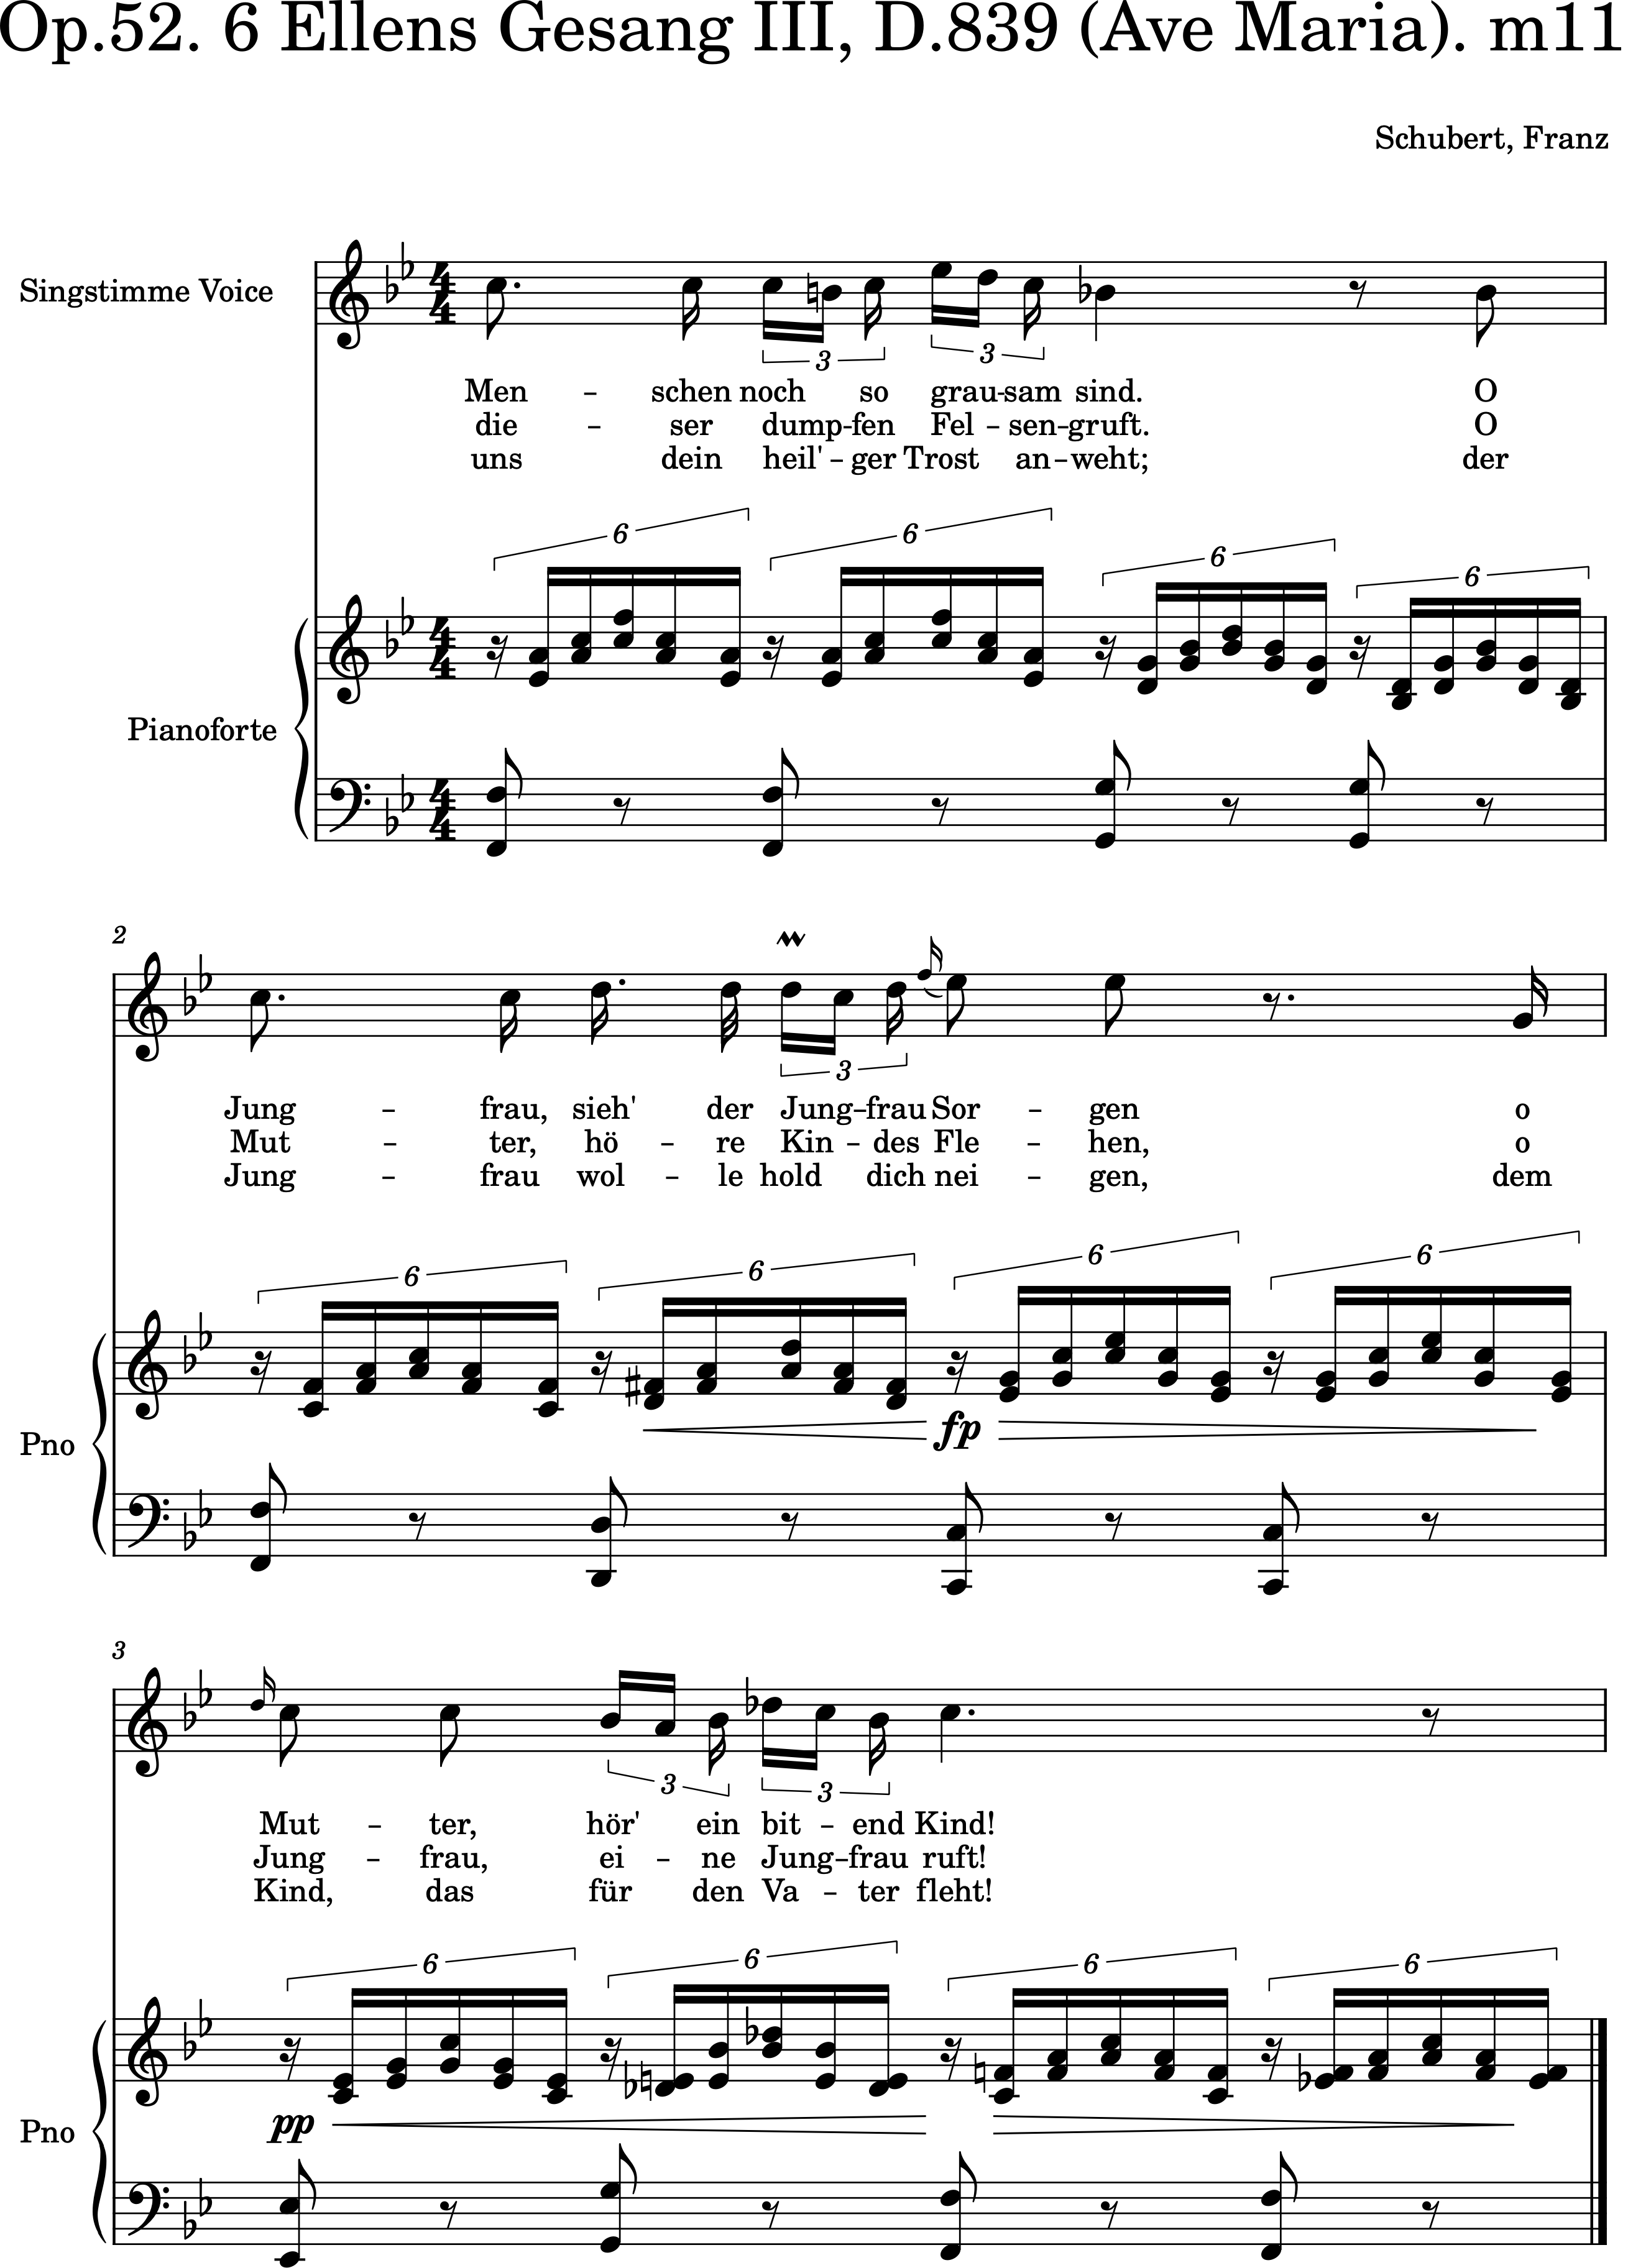 Op.52. 6 Ellens Gesang III, D.839 (Ave Maria). m11
Schubert, Franz
Singstimme Voice
3 3
Men – schen noch so grau-sam sind. O
die – ser dump-fen Fel – sen–gruft. O
uns dein heil' – ger Trost an–weht; der
6 6 6 6
Pianoforte
2
3
Jung – frau, sieh' der Jung–frau Sor – gen o
Mut – ter, hö – re Kin – des Fle – hen, o
Jung – frau wol – le hold dich nei – gen, dem
6 6 6 6
fp
Pno
3
3 3
Mut – ter, hör' ein bit – end Kind!
Jung – frau, ei – ne Jung–frau ruft!
Kind, das für den Va – ter fleht!
6 6 6 6
pp
Pno